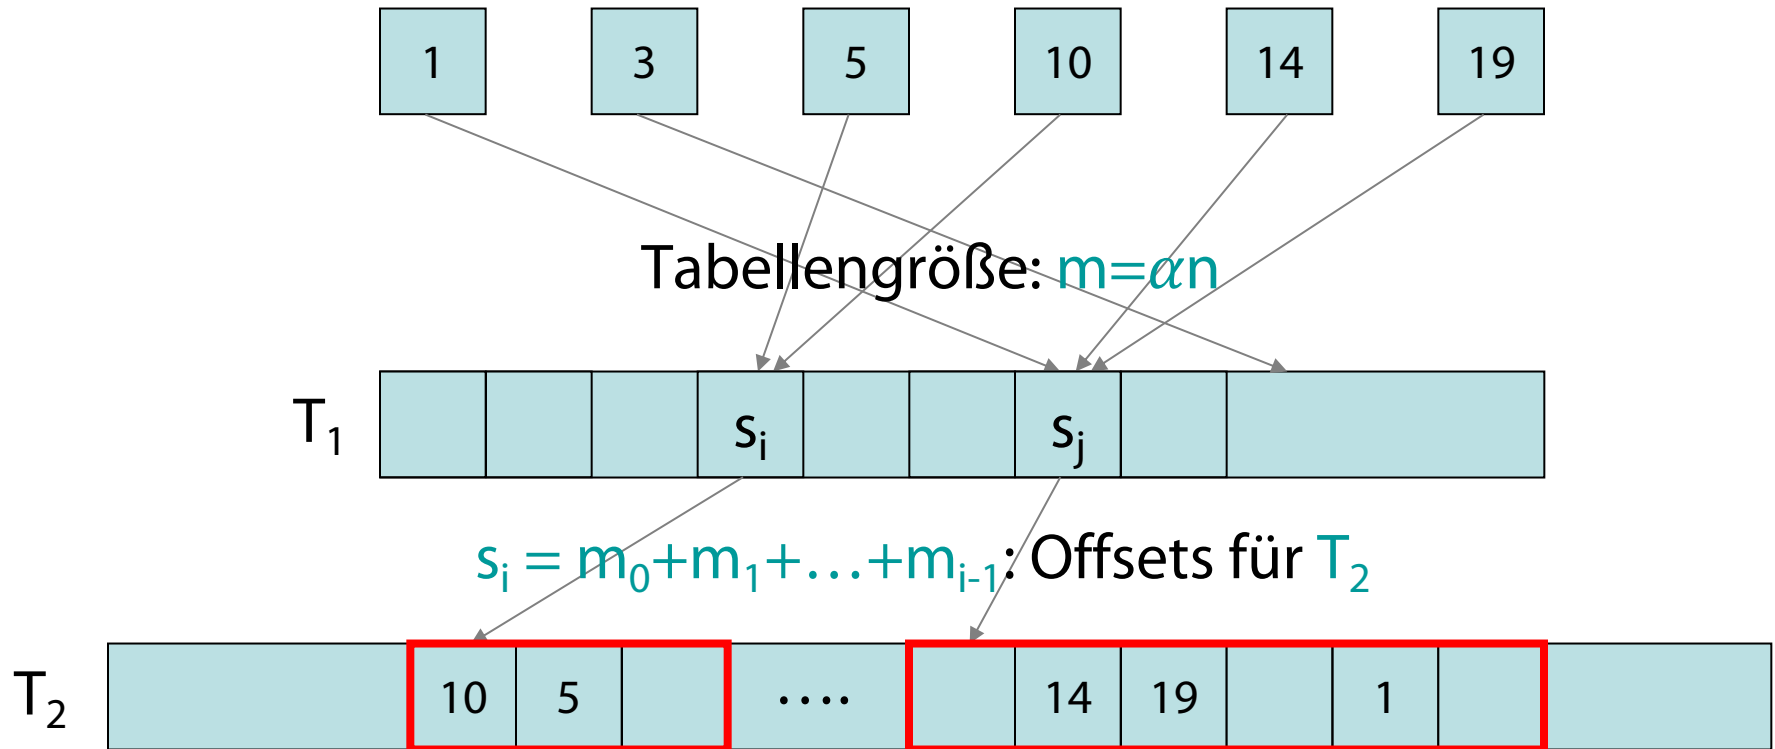 1 3 5 10 14 19
Tabellengröße: m=αn
T₁ sᵢ sⱼ
sᵢ = m₀+m₁+…+mᵢ₋₁: Offsets für T₂
T₂ 10 5 …. 14 19 1